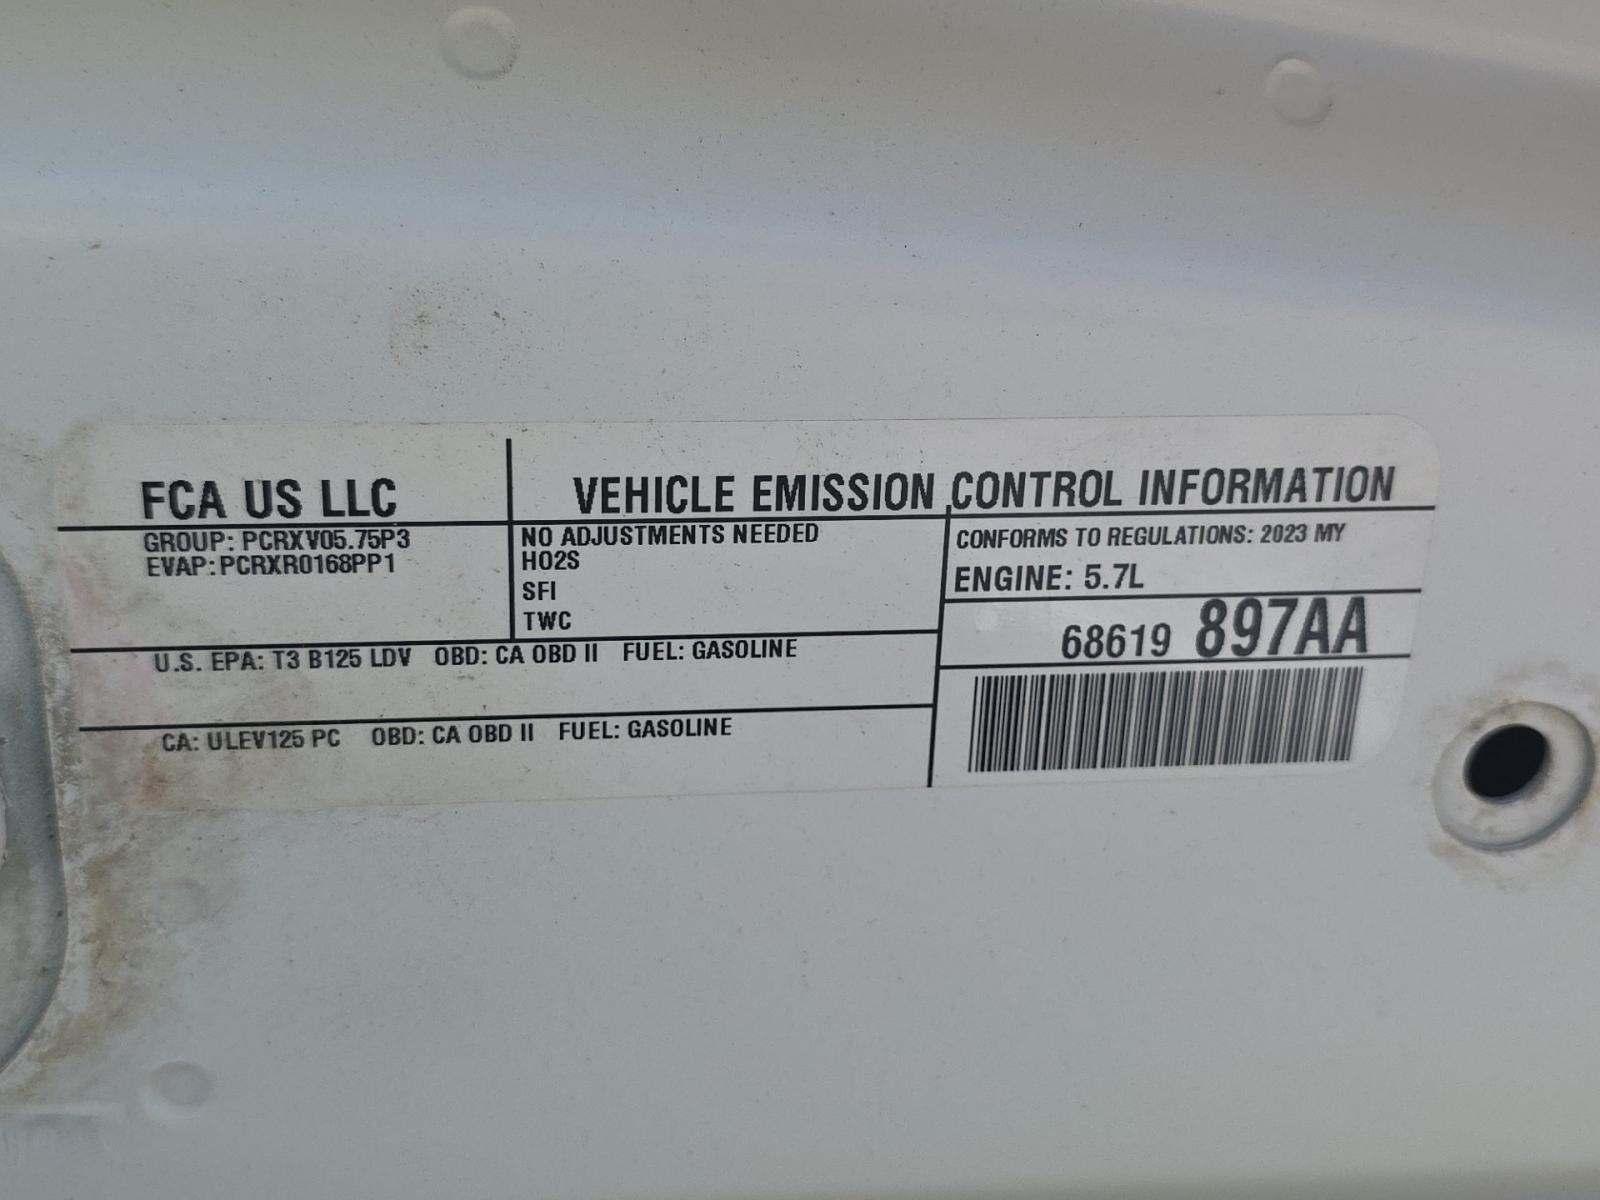 FCA US LLC
VEHICLE EMISSION CONTROL INFORMATION
GROUP: PCRXV05.75P3
EVAP: PCRXR0168PP1
NO ADJUSTMENTS NEEDED
HO2S
SFI
TWC
CONFORMS TO REGULATIONS: 2023 MY
ENGINE: 5.7L
68619 897AA
U.S. EPA: T3 B125 LDV OBD: CA OBD II FUEL: GASOLINE
CA: ULEV125 PC OBD: CA OBD II FUEL: GASOLINE